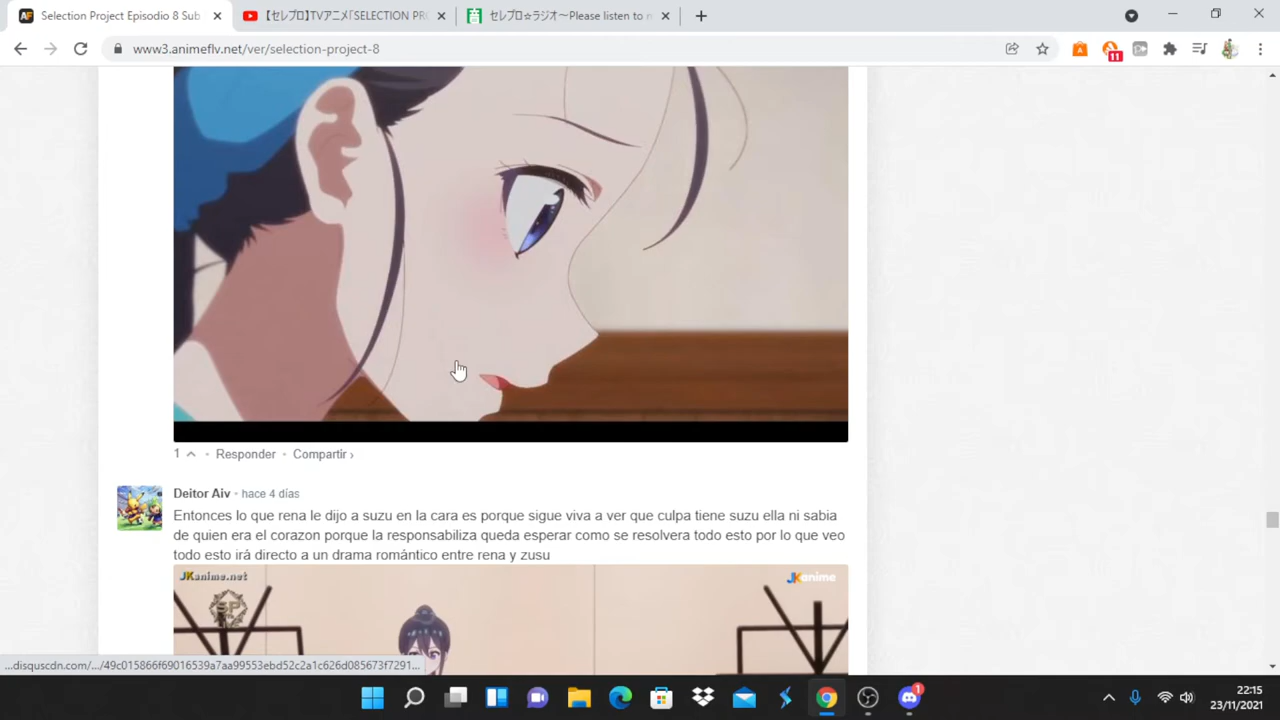 Selection Project Episodio 8 Sub
【セレプロ】TVアニメ「SELECTION PRO
セレプロ☆ラジオ～Please listen to m
www3.animeflv.net/ver/selection-project-8
11
1 • Responder • Compartir ›
Deitor Aiv • hace 4 días
Entonces lo que rena le dijo a suzu en la cara es porque sigue viva a ver que culpa tiene suzu ella ni sabia
de quien era el corazon porque la responsabiliza queda esperar como se resolvera todo esto por lo que veo
todo esto irá directo a un drama romántico entre rena y zusu
JKanime.net
JKanime
SP
...disquscdn.com/.../49c015866f69016539a7aa99553ebd52c2a1c626d085673f7291...
1
22:15
23/11/2021